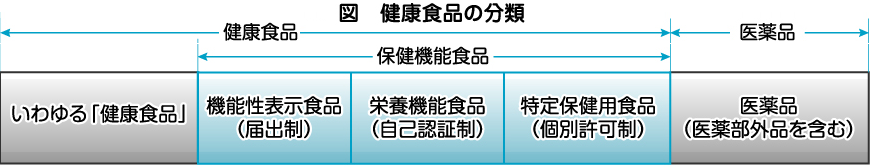 図　健康食品の分類
健康食品
医薬品
保健機能食品
いわゆる「健康食品」
機能性表示食品
（届出制）
栄養機能食品
（自己認証制）
特定保健用食品
（個別許可制）
医薬品
（医薬部外品を含む）